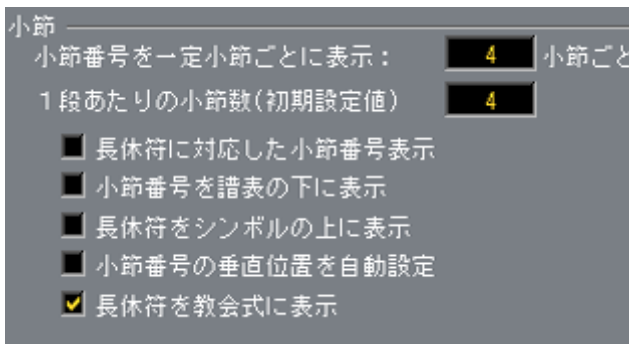 小節
小節番号を一定小節ごとに表示： 4 小節ごと
1段あたりの小節数(初期設定値) 4
長休符に対応した小節番号表示
小節番号を譜表の下に表示
長休符をシンボルの上に表示
小節番号の垂直位置を自動設定
長休符を教会式に表示